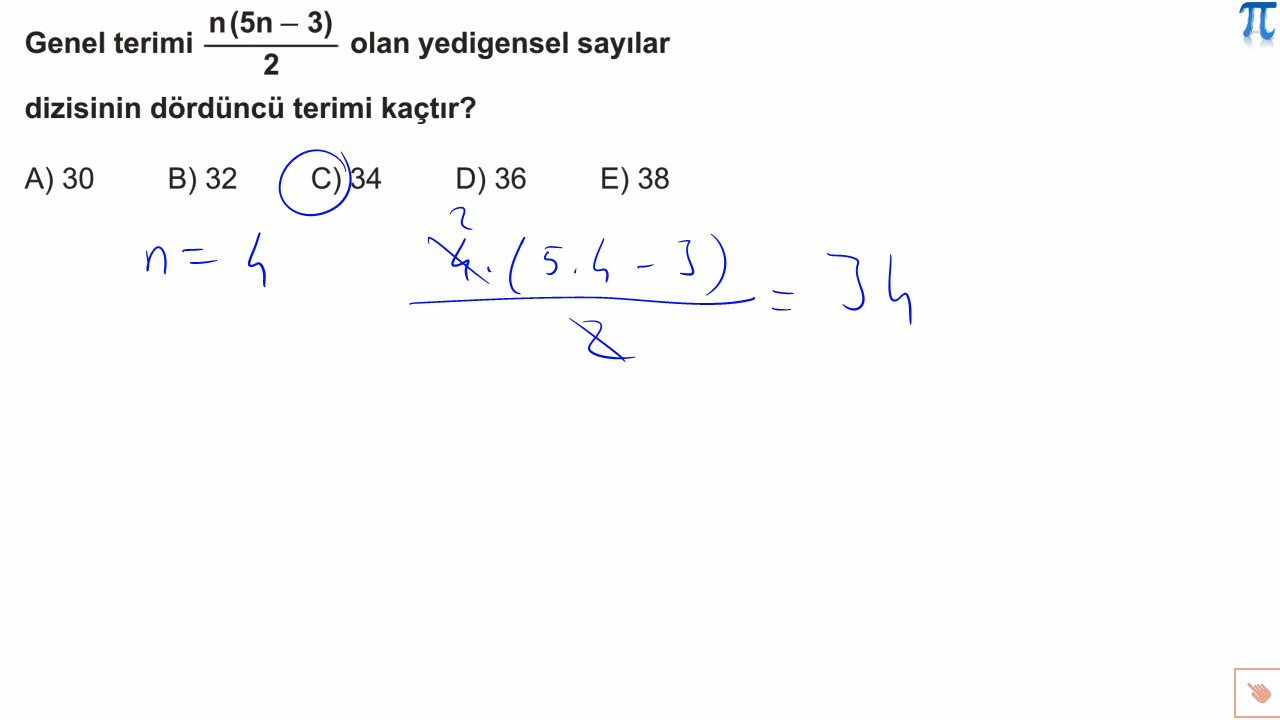 Genel terimi n(5n − 3)/2 olan yedigensel sayılar
dizisinin dördüncü terimi kaçtır?
A) 30 B) 32 C) 34 D) 36 E) 38
n = 4
2
4 . (5 . 4 − 3) / 2 = 34
π